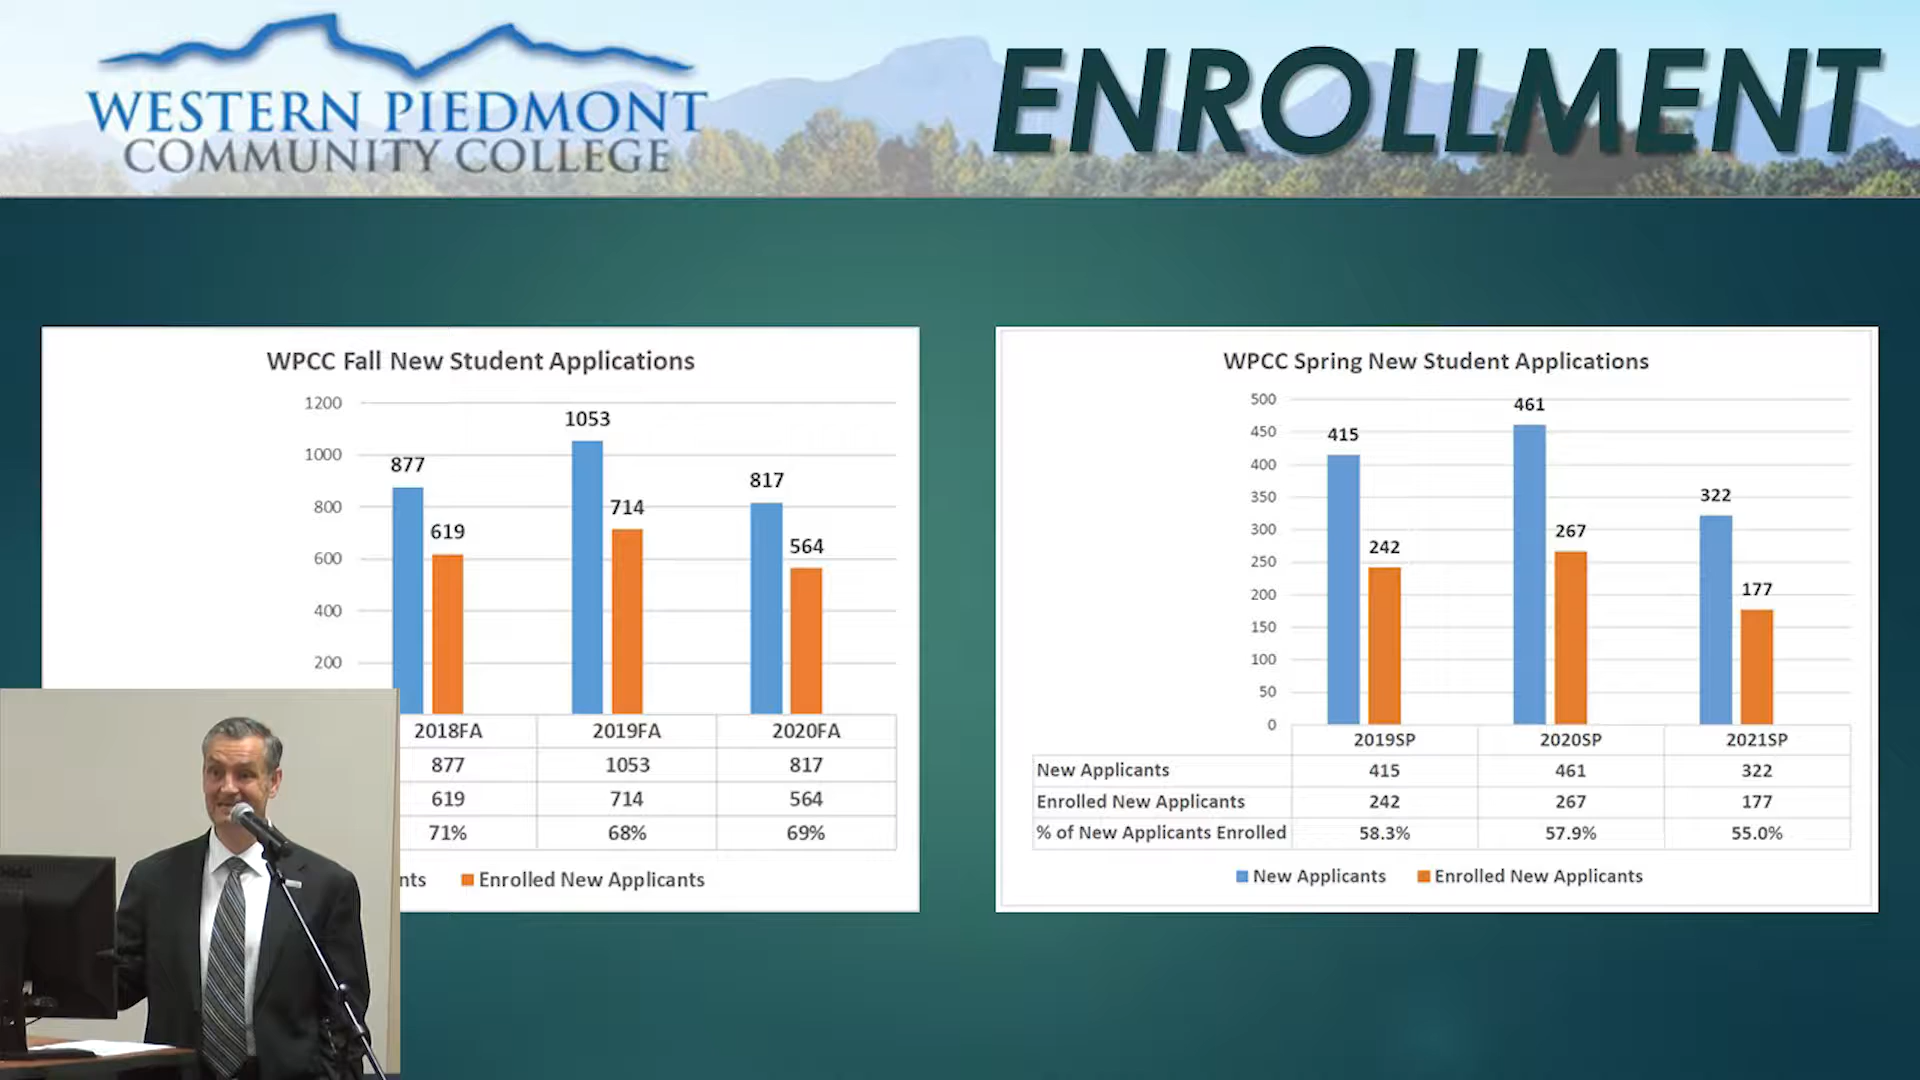 WESTERN PIEDMONT
COMMUNITY COLLEGE
ENROLLMENT
WPCC Fall New Student Applications
1200
1000
800
600
400
200
877
619
1053
714
817
564
2018FA 2019FA 2020FA
877 1053 817
619 714 564
71% 68% 69%
Enrolled New Applicants
WPCC Spring New Student Applications
500
450
400
350
300
250
200
150
100
50
0
415
242
461
267
322
177
2019SP 2020SP 2021SP
New Applicants 415 461 322
Enrolled New Applicants 242 267 177
% of New Applicants Enrolled 58.3% 57.9% 55.0%
New Applicants Enrolled New Applicants